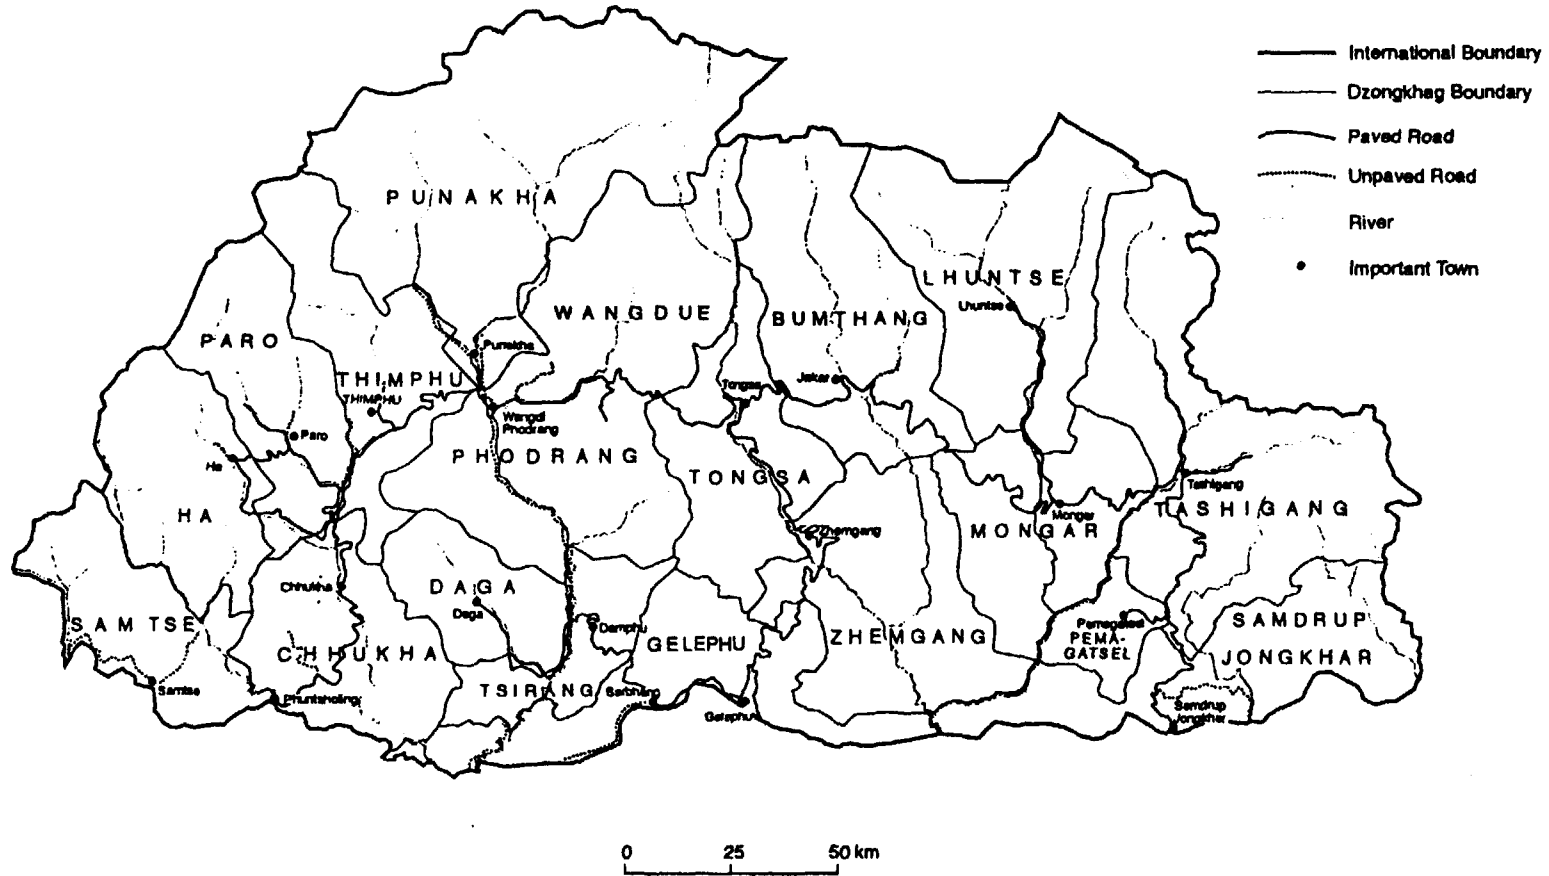 International Boundary
Dzongkhag Boundary
Paved Road
Unpaved Road
River
Important Town
PUNAKHA
LHUNTSE
Lhuntse
WANGDUE
BUMTHANG
PARO
Punakha
THIMPHU
THIMPHU
Tongsa
Jakar
Wangdi
Phodrang
Paro
PHODRANG
Ha
TONGSA
Tashigang
HA
Mongar
TASHIGANG
Zhemgang
MONGAR
Chhukha
DAGA
Daga
SAMTSE
Damphu
Pemagatsel
SAMDRUP
GELEPHU
ZHEMGANG
PEMA-
GATSEL
CHHUKHA
JONGKHAR
Samtse
TSIRANG
Sarbhang
Phuntsholing
Gelephu
Samdrup
Jongkhar
0 25 50 km